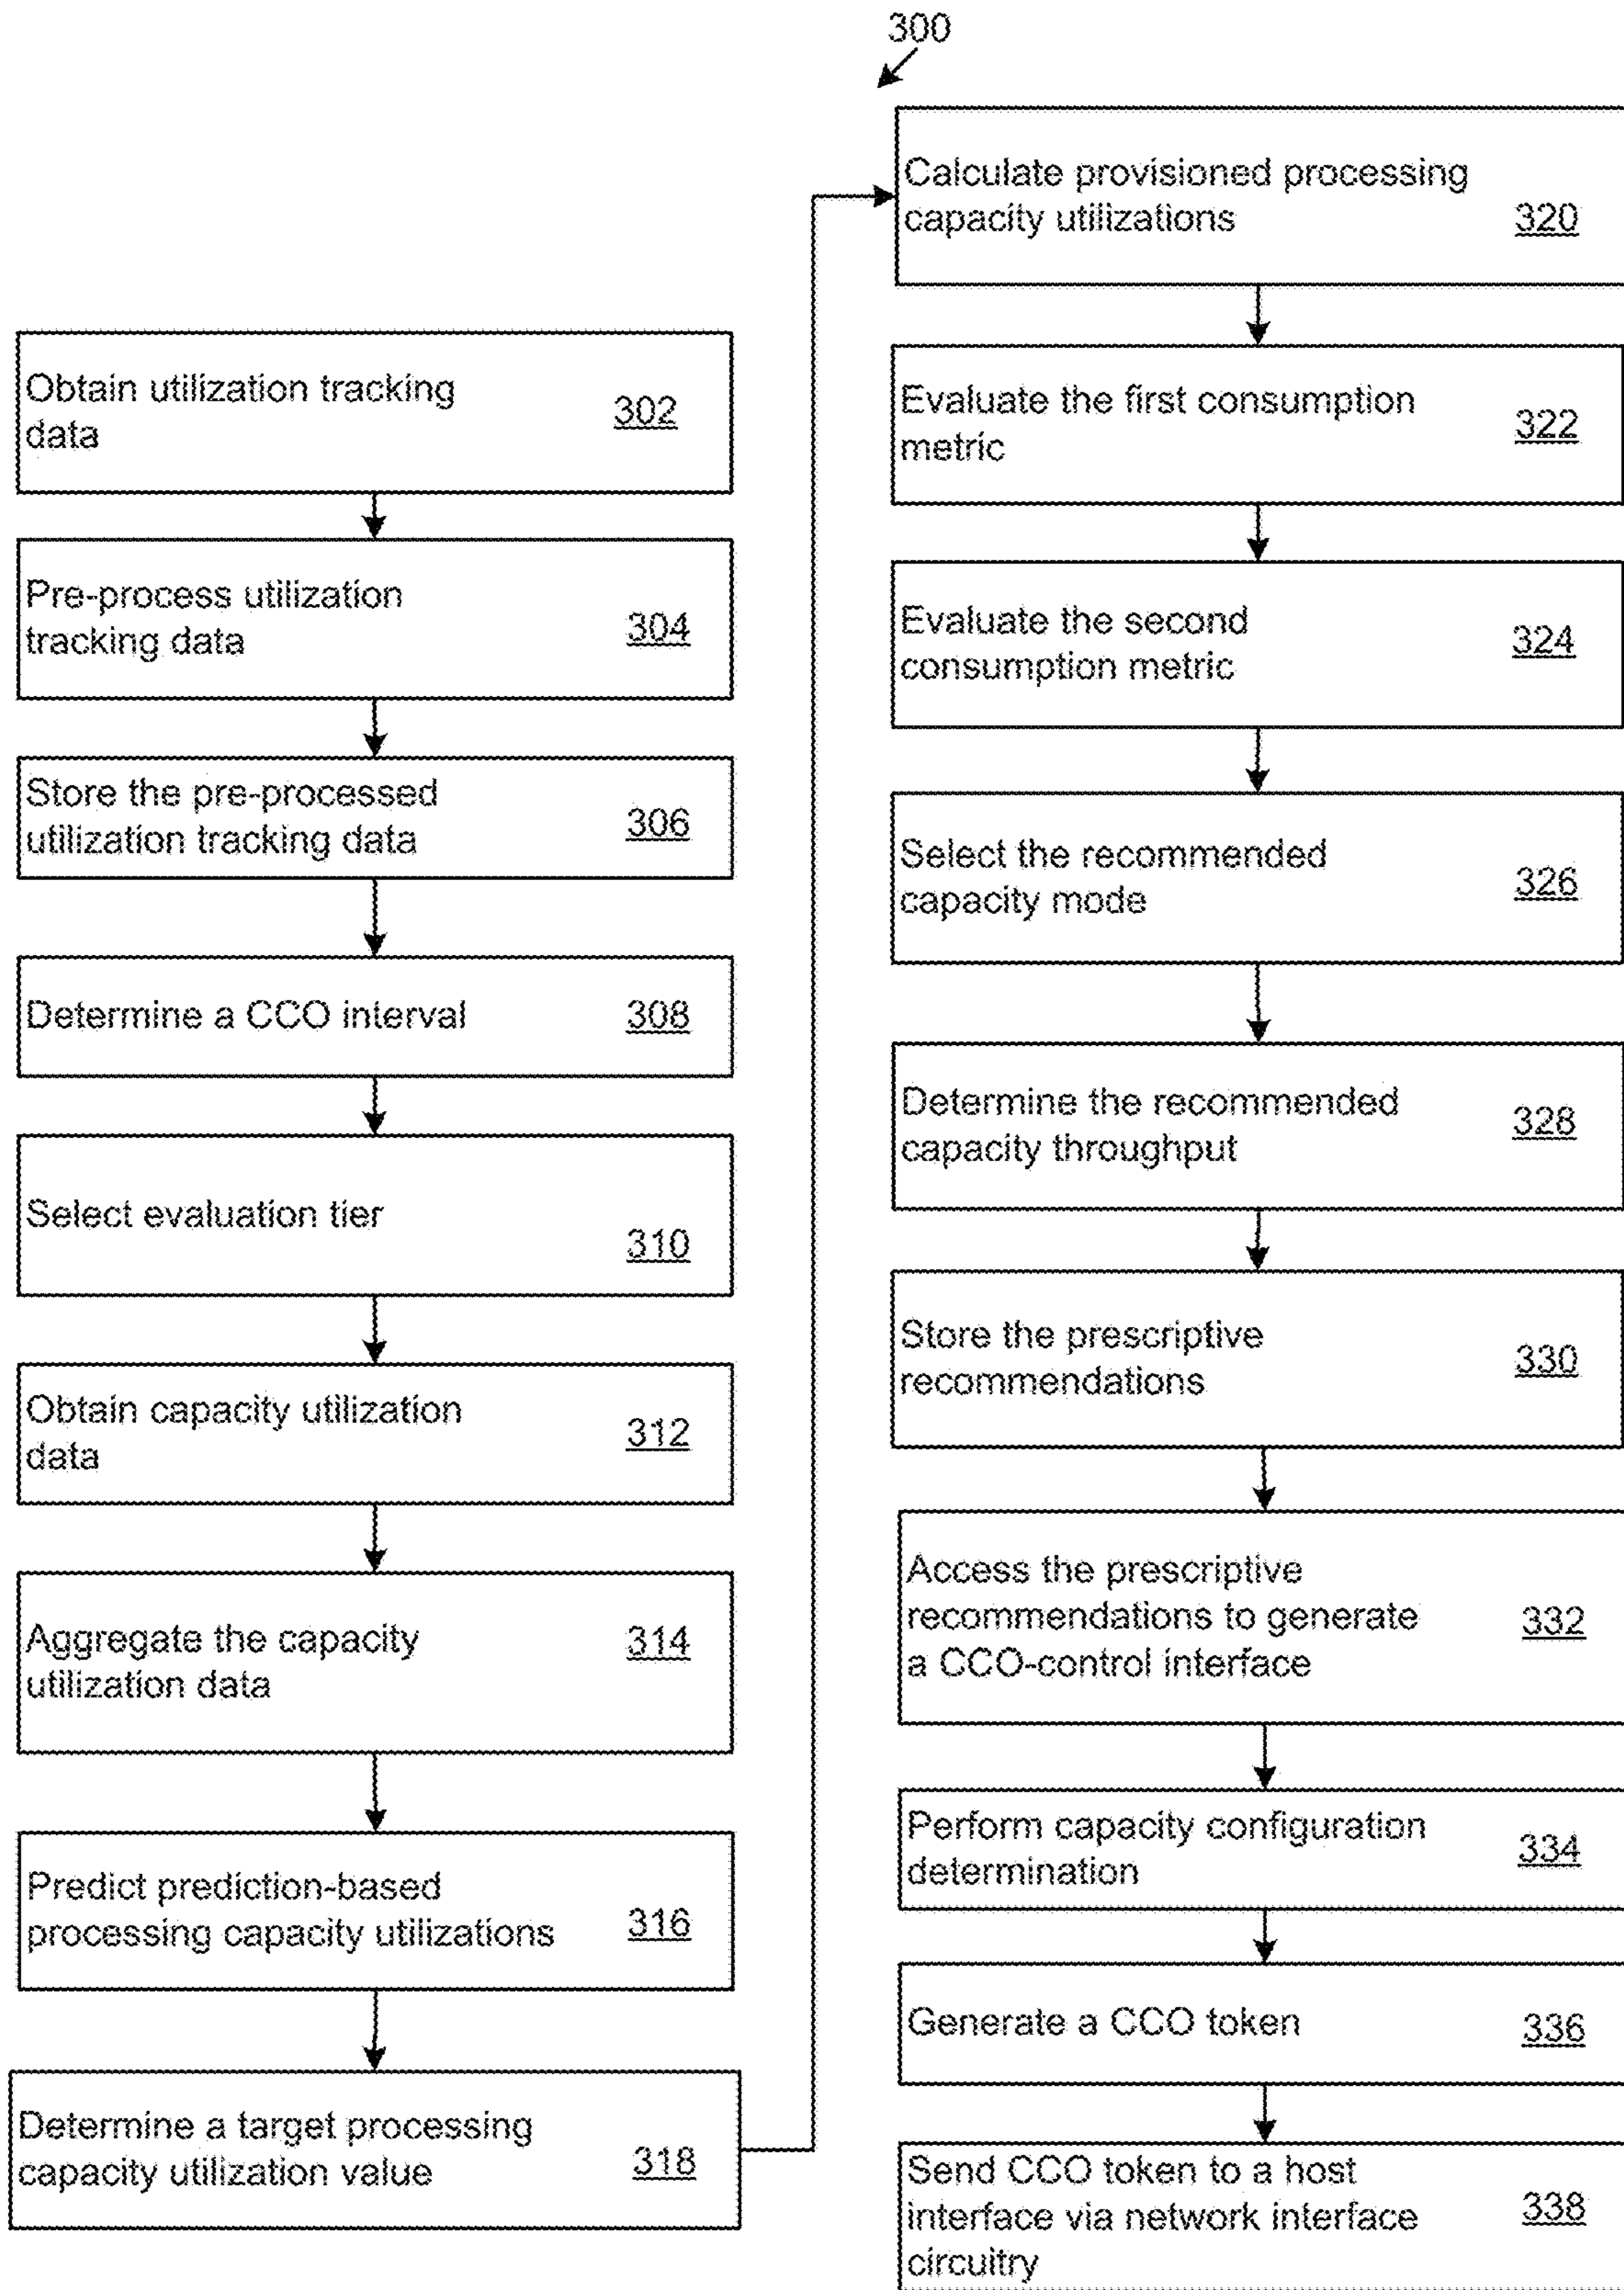 300
Obtain utilization tracking
data
302
Pre-process utilization
tracking data
304
Store the pre-processed
utilization tracking data
306
Determine a CCO interval
308
Select evaluation tier
310
Obtain capacity utilization
data
312
Aggregate the capacity
utilization data
314
Predict prediction-based
processing capacity utilizations
316
Determine a target processing
capacity utilization value
318
Calculate provisioned processing
capacity utilizations
320
Evaluate the first consumption
metric
322
Evaluate the second
consumption metric
324
Select the recommended
capacity mode
326
Determine the recommended
capacity throughput
328
Store the prescriptive
recommendations
330
Access the prescriptive
recommendations to generate
a CCO-control interface
332
Perform capacity configuration
determination
334
Generate a CCO token
336
Send CCO token to a host
interface via network interface
circuitry
338